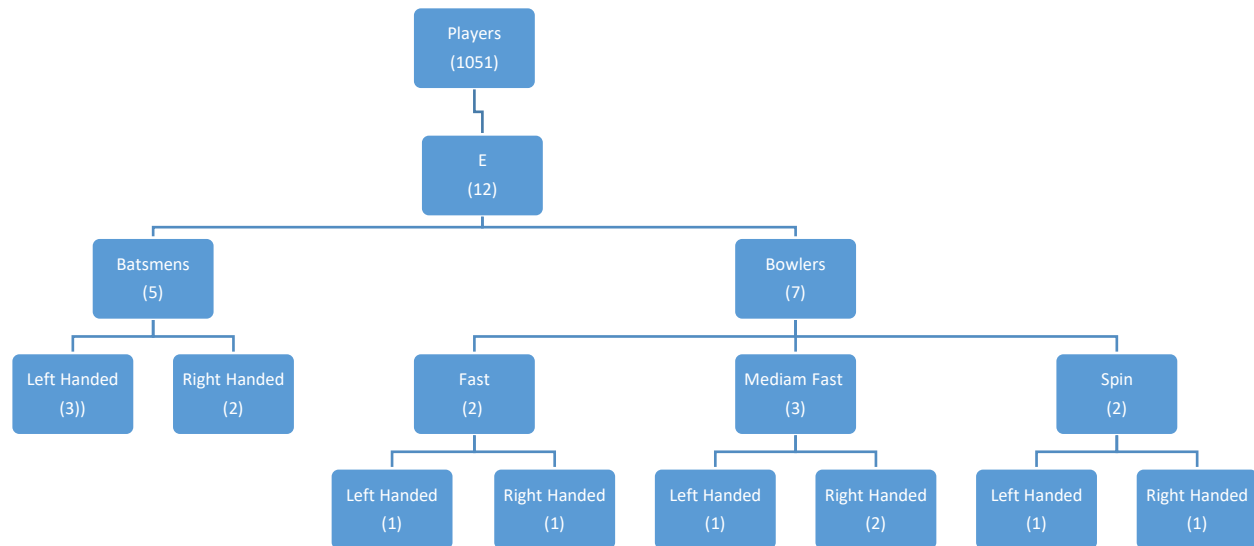 Players
(1051)
E
(12)
Batsmens
(5)
Bowlers
(7)
Left Handed
(3))
Right Handed
(2)
Fast
(2)
Mediam Fast
(3)
Spin
(2)
Left Handed
(1)
Right Handed
(1)
Left Handed
(1)
Right Handed
(2)
Left Handed
(1)
Right Handed
(1)